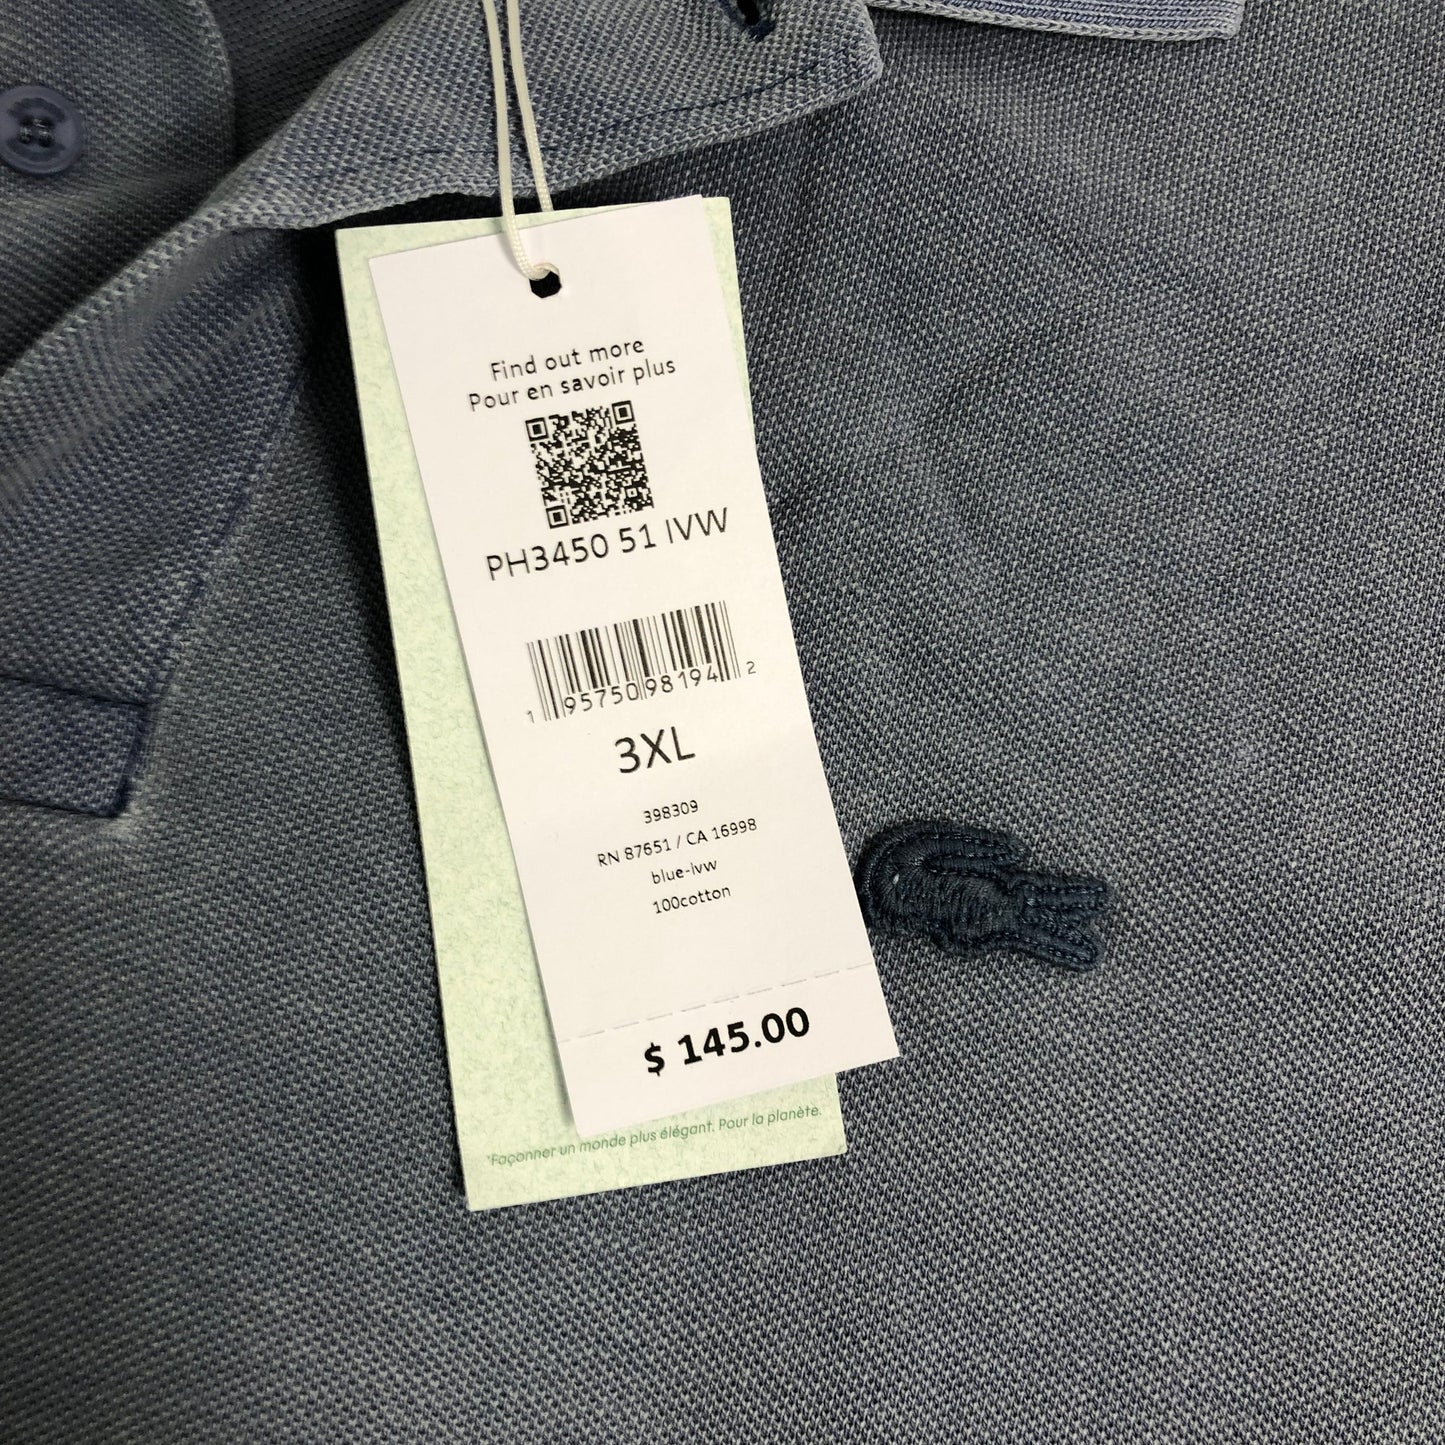 Find out more
Pour en savoir plus
PH3450 51 IVW
1 95750 98194 2
3XL
398309
RN 87651 / CA 16998
blue-ivw
100cotton
$ 145.00
*Façonner un monde plus élégant. Pour la planète.